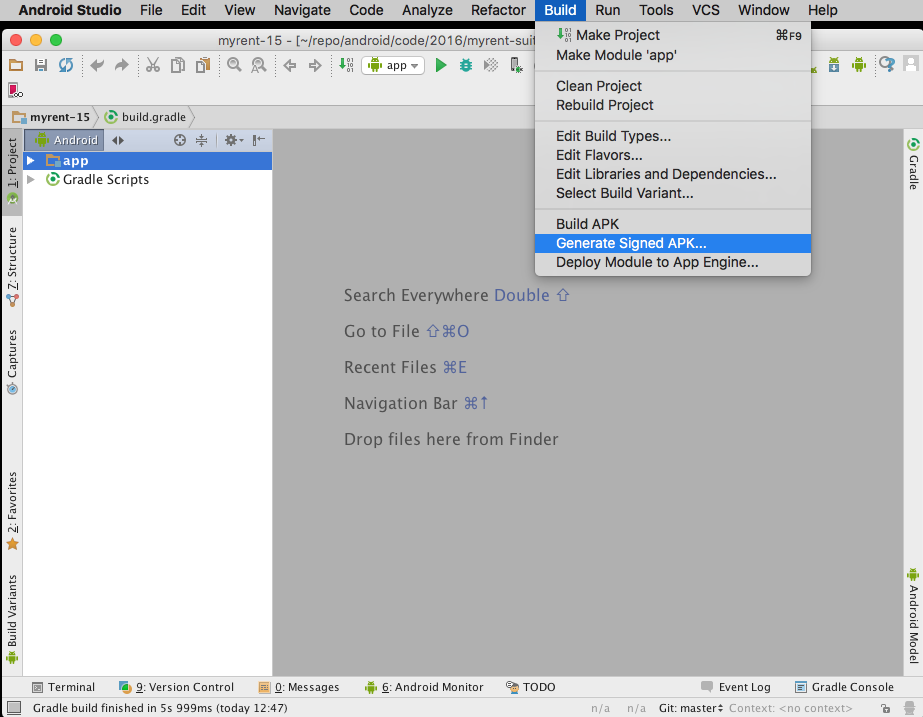 Android Studio File Edit View Navigate Code Analyze Refactor Build Run Tools VCS Window Help
myrent-15 - [~/repo/android/code/2016/myrent-suit
app
myrent-15 build.gradle
Android
app
Gradle Scripts
1: Project
Z: Structure
Captures
2: Favorites
Build Variants
Make Project ⌘F9
Make Module 'app'
Clean Project
Rebuild Project
Edit Build Types...
Edit Flavors...
Edit Libraries and Dependencies...
Select Build Variant...
Build APK
Generate Signed APK...
Deploy Module to App Engine...
Search Everywhere Double ⇧
Go to File ⇧⌘O
Recent Files ⌘E
Navigation Bar ⌘↑
Drop files here from Finder
Gradle
Android Model
Terminal 9: Version Control 0: Messages 6: Android Monitor TODO Event Log Gradle Console
Gradle build finished in 5s 999ms (today 12:47) n/a n/a Git: master Context: <no context>